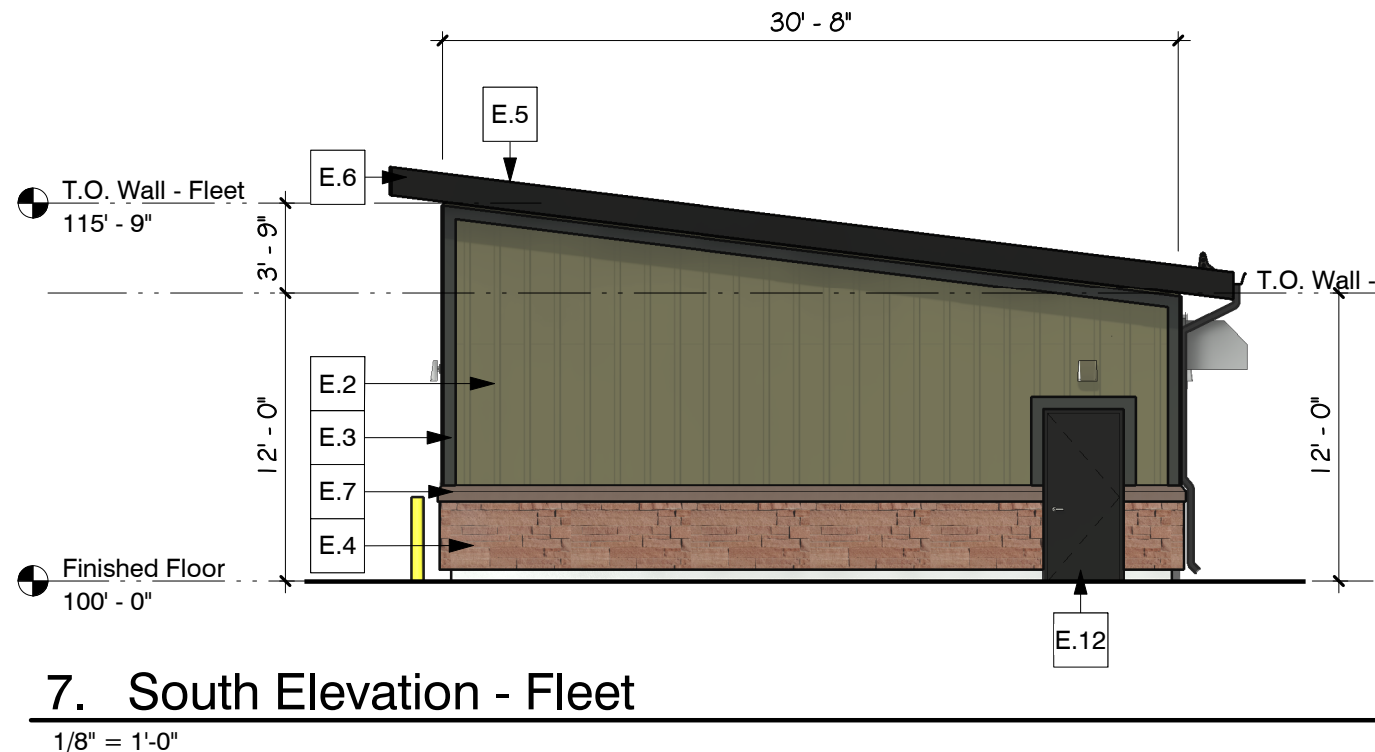 30' - 8"
E.5
E.6
T.O. Wall - Fleet
115' - 9"
3' - 9"
T.O. Wall -
E.2
E.3
E.7
E.4
12' - 0"
12' - 0"
Finished Floor
100' - 0"
E.12
7. South Elevation - Fleet
1/8" = 1'-0"